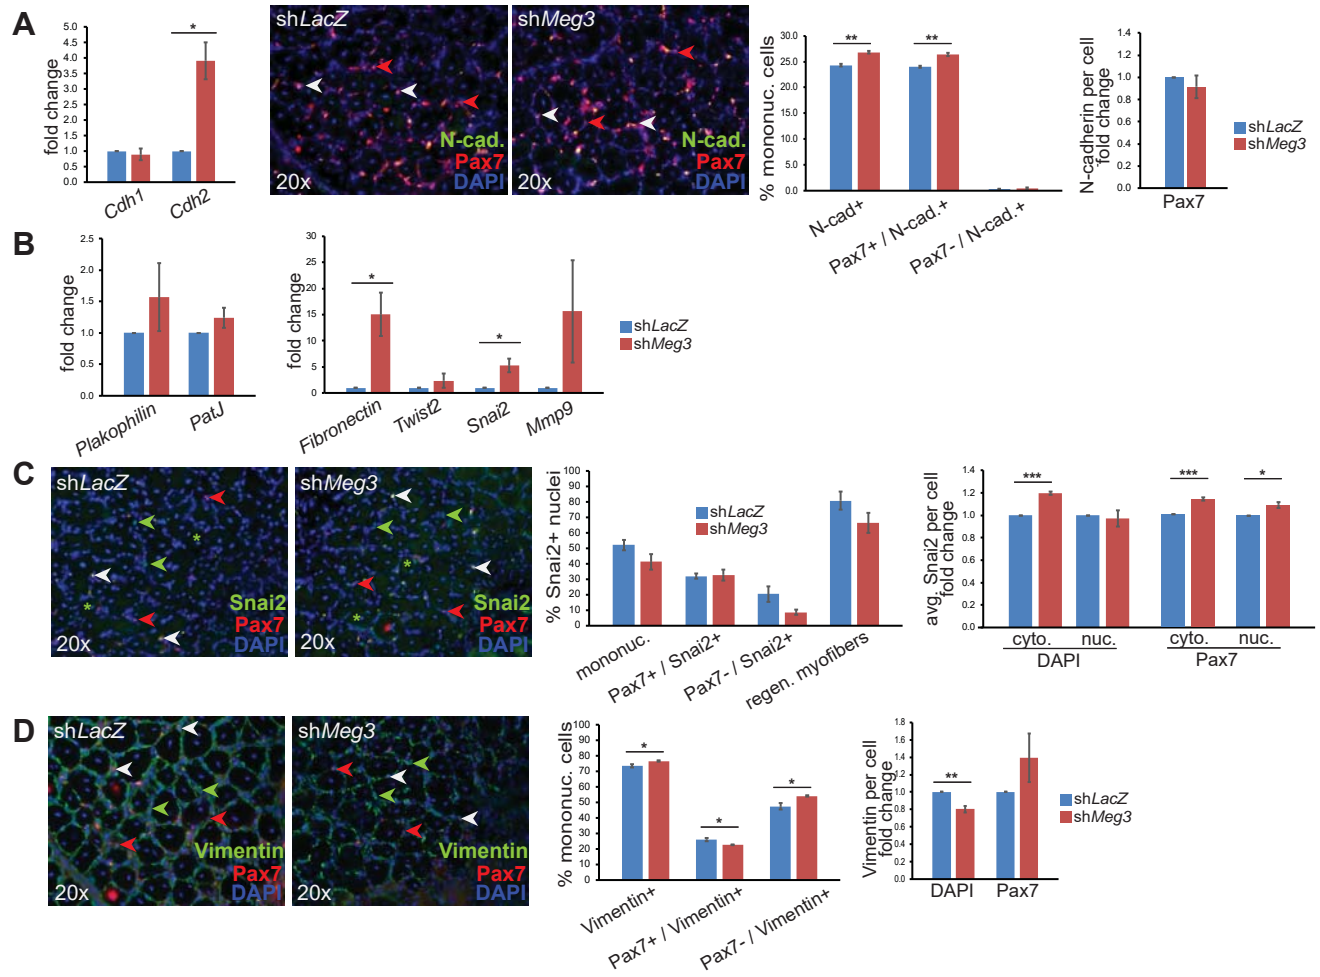 A
fold change
5.0
4.5
4.0
3.5
3.0
2.5
2.0
1.5
1.0
0.5
0.0
*
Cdh1
Cdh2
shLacZ
N-cad.
Pax7
DAPI
20x
shMeg3
N-cad.
Pax7
DAPI
20x
% mononuc. cells
30.0
25.0
20.0
15.0
10.0
5.0
0.0
**
**
N-cad+
Pax7+ / N-cad.+
Pax7- / N-cad.+
N-cadherin per cell
fold change
1.4
1.2
1.0
0.8
0.6
0.4
0.2
0.0
Pax7
shLacZ
shMeg3
B
fold change
2.5
2.0
1.5
1.0
0.5
0.0
Plakophilin
PatJ
fold change
30
25
20
15
10
5
0
*
*
Fibronectin
Twist2
Snai2
Mmp9
shLacZ
shMeg3
C
shLacZ
*
*
Snai2
Pax7
DAPI
20x
shMeg3
*
*
Snai2
Pax7
DAPI
20x
% Snai2+ nuclei
100
90
80
70
60
50
40
30
20
10
0
shLacZ
shMeg3
mononuc.
Pax7+ / Snai2+
Pax7- / Snai2+
regen. myofibers
avg. Snai2 per cell
fold change
1.4
1.2
1.0
0.8
0.6
0.4
0.2
0.0
***
***
*
cyto.
nuc.
cyto.
nuc.
DAPI
Pax7
D
shLacZ
Vimentin
Pax7
DAPI
20x
shMeg3
Vimentin
Pax7
DAPI
20x
% mononuc. cells
100
90
80
70
60
50
40
30
20
10
0
*
*
*
Vimentin+
Pax7+ / Vimentin+
Pax7- / Vimentin+
Vimentin per cell
fold change
1.8
1.6
1.4
1.2
1.0
0.8
0.6
0.4
0.2
0.0
**
DAPI
Pax7
shLacZ
shMeg3